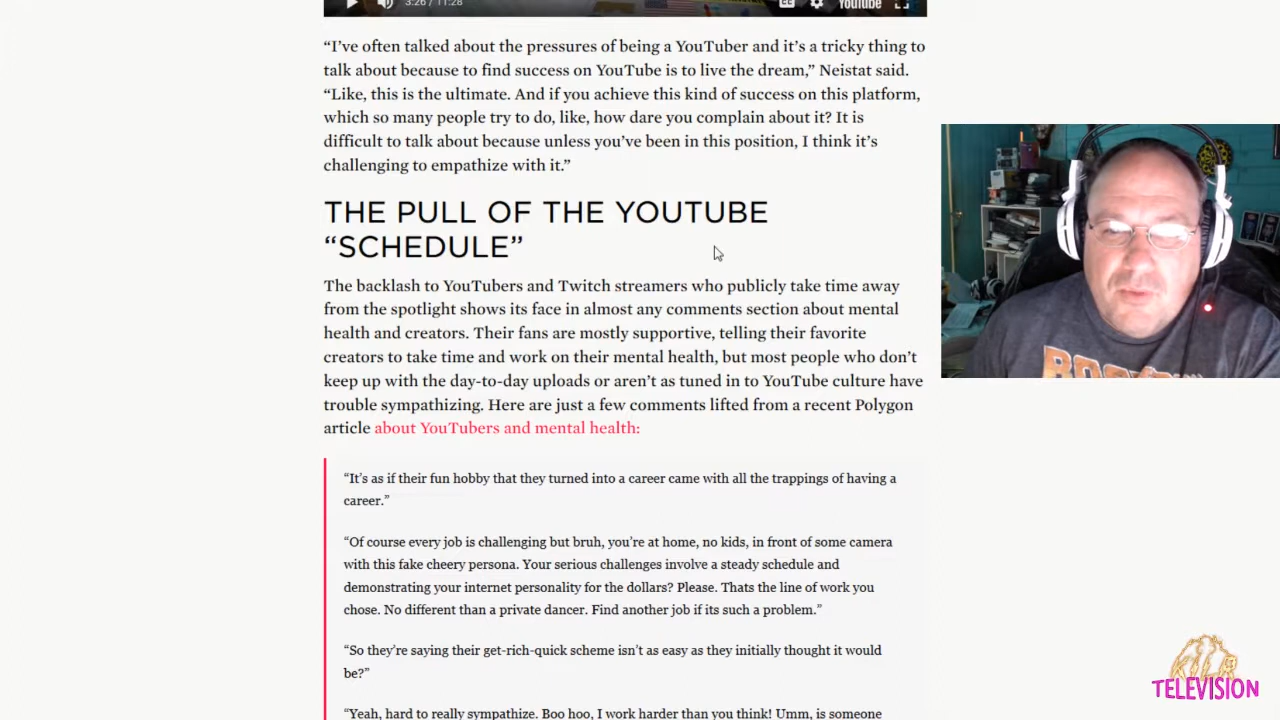 3:26 / 11:28
YouTube
“I’ve often talked about the pressures of being a YouTuber and it’s a tricky thing to
talk about because to find success on YouTube is to live the dream,” Neistat said.
“Like, this is the ultimate. And if you achieve this kind of success on this platform,
which so many people try to do, like, how dare you complain about it? It is
difficult to talk about because unless you’ve been in this position, I think it’s
challenging to empathize with it.”
THE PULL OF THE YOUTUBE
“SCHEDULE”
The backlash to YouTubers and Twitch streamers who publicly take time away
from the spotlight shows its face in almost any comments section about mental
health and creators. Their fans are mostly supportive, telling their favorite
creators to take time and work on their mental health, but most people who don’t
keep up with the day-to-day uploads or aren’t as tuned in to YouTube culture have
trouble sympathizing. Here are just a few comments lifted from a recent Polygon
article about YouTubers and mental health:
“It’s as if their fun hobby that they turned into a career came with all the trappings of having a
career.”
“Of course every job is challenging but bruh, you’re at home, no kids, in front of some camera
with this fake cheery persona. Your serious challenges involve a steady schedule and
demonstrating your internet personality for the dollars? Please. Thats the line of work you
chose. No different than a private dancer. Find another job if its such a problem.”
“So they’re saying their get-rich-quick scheme isn’t as easy as they initially thought it would
be?”
“Yeah, hard to really sympathize. Boo hoo, I work harder than you think! Umm, is someone
TELEVISION